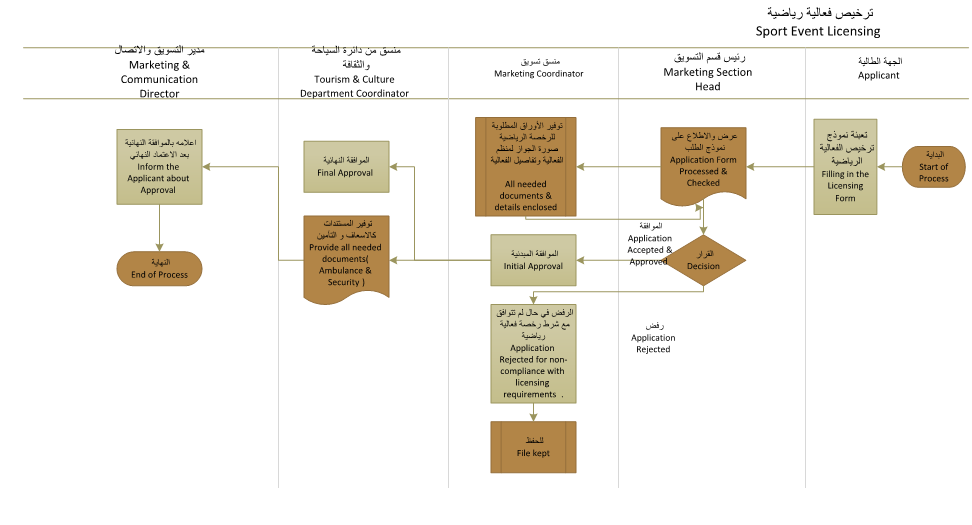 ترخيص فعالية رياضية
Sport Event Licensing
الجهة الطالبة
Applicant
رئيس قسم التسويق
Marketing Section
Head
منسق تسويق
Marketing Coordinator
منسق من دائرة السياحة
والثقافة
Tourism & Culture
Department Coordinator
مدير التسويق والاتصال
Marketing &
Communication
Director
البداية
Start of
Process
تعبئة نموذج
ترخيص الفعالية
الرياضية
Filling in the
Licensing
Form
عرض والاطلاع على
نموذج الطلب
Application Form
Processed &
Checked
توفير الأوراق المطلوبة
للرخصة الرياضية
صورة الجواز لمنظم
الفعالية وتفاصيل الفعالية
All needed
documents &
details enclosed
القرار
Decision
الموافقة
Application
Accepted &
Approved
رفض
Application
Rejected
الموافقة المبدئية
Initial Approval
الرفض في حال لم تتوافق
مع شرط رخصة فعالية
رياضية
Application
Rejected for non-
compliance with
licensing
requirements .
للحفظ
File kept
الموافقة النهائية
Final Approval
توفير المستندات
كالاسعاف و التأمين
Provide all needed
documents(
Ambulance &
Security )
اعلامه بالموافقة النهائية
بعد الاعتماد النهائي
Inform the
Applicant about
Approval
النهاية
End of Process